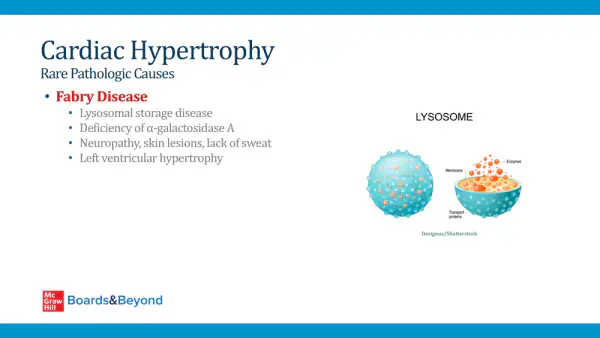 Cardiac Hypertrophy
Rare Pathologic Causes
• Fabry Disease
• Lysosomal storage disease
• Deficiency of α-galactosidase A
• Neuropathy, skin lesions, lack of sweat
• Left ventricular hypertrophy
LYSOSOME
Enzymes
Membrane
Transport
proteins
Designua/Shutterstock
Mc
Graw
Hill
Boards&Beyond